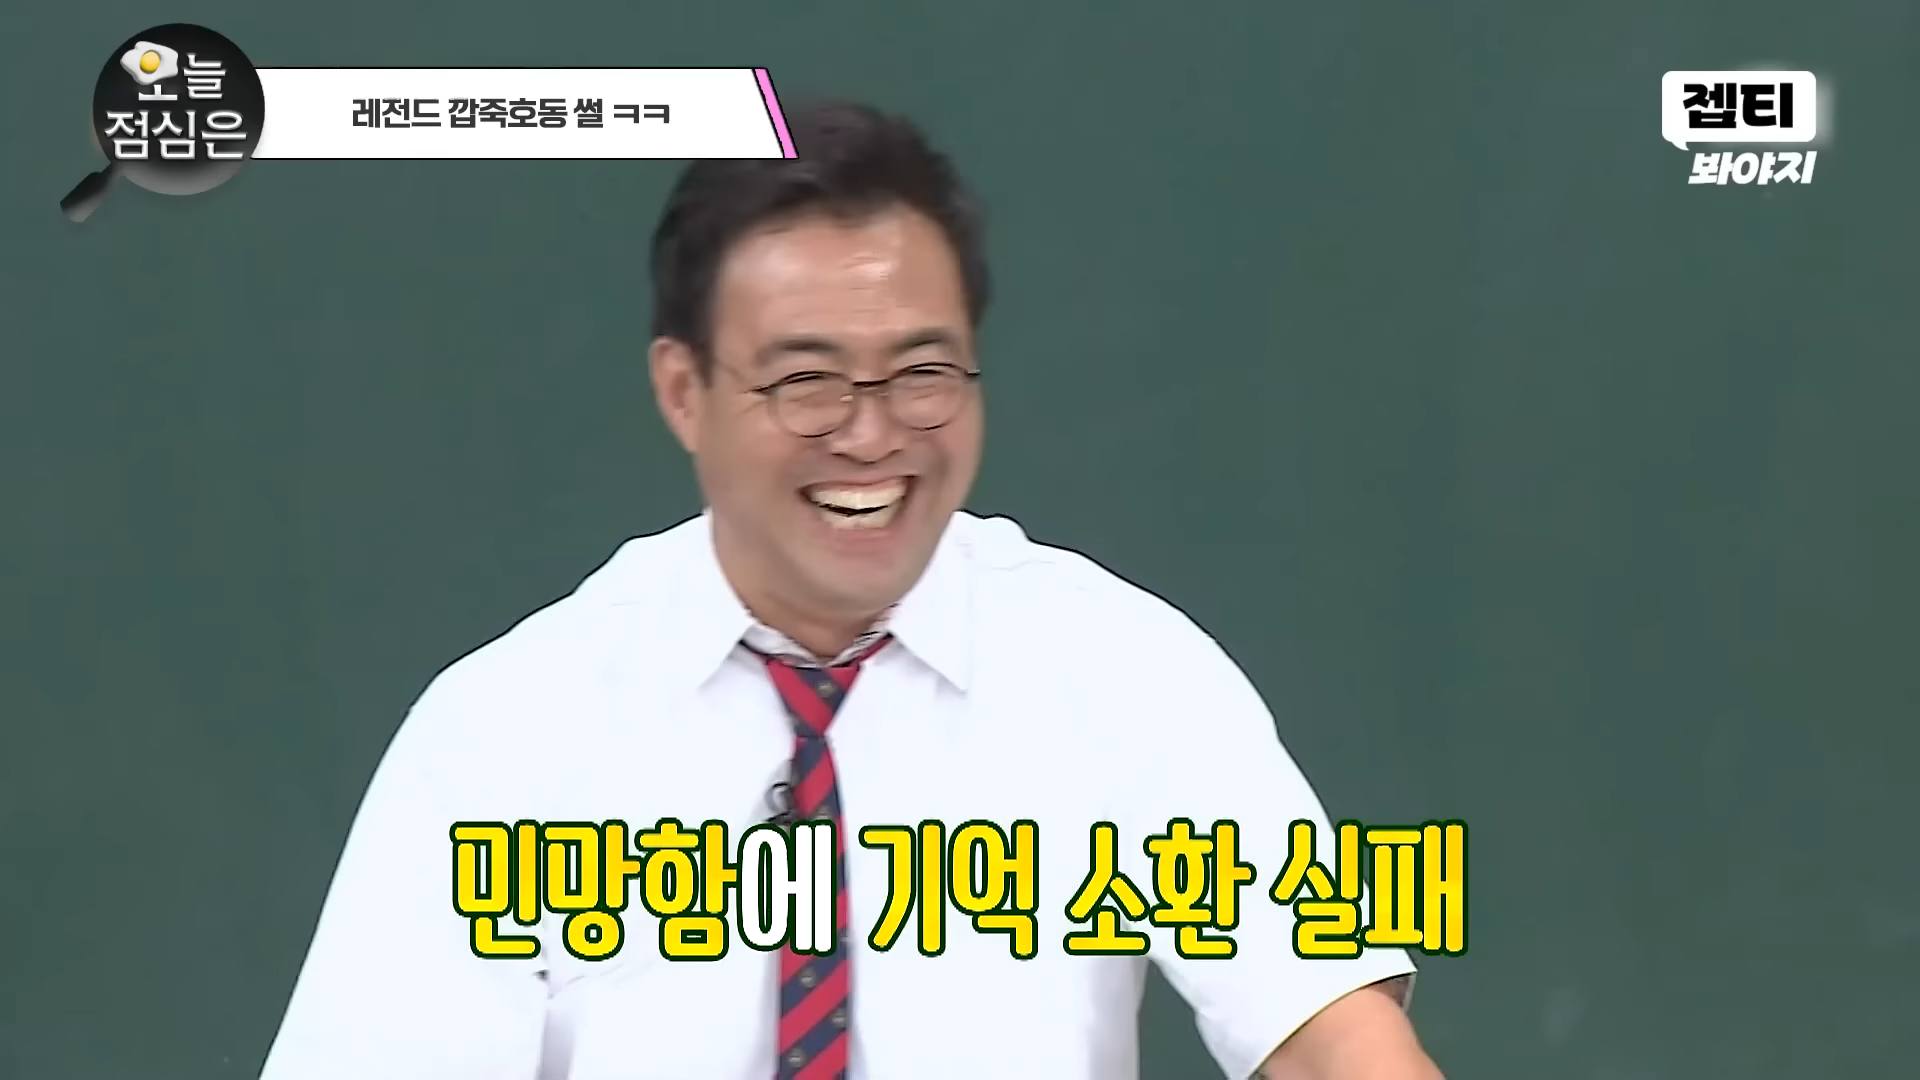 오늘
점심은
레전드 깝죽호동 썰 ㅋㅋ
젭티
봐야지
민망함에 기억 소환 실패